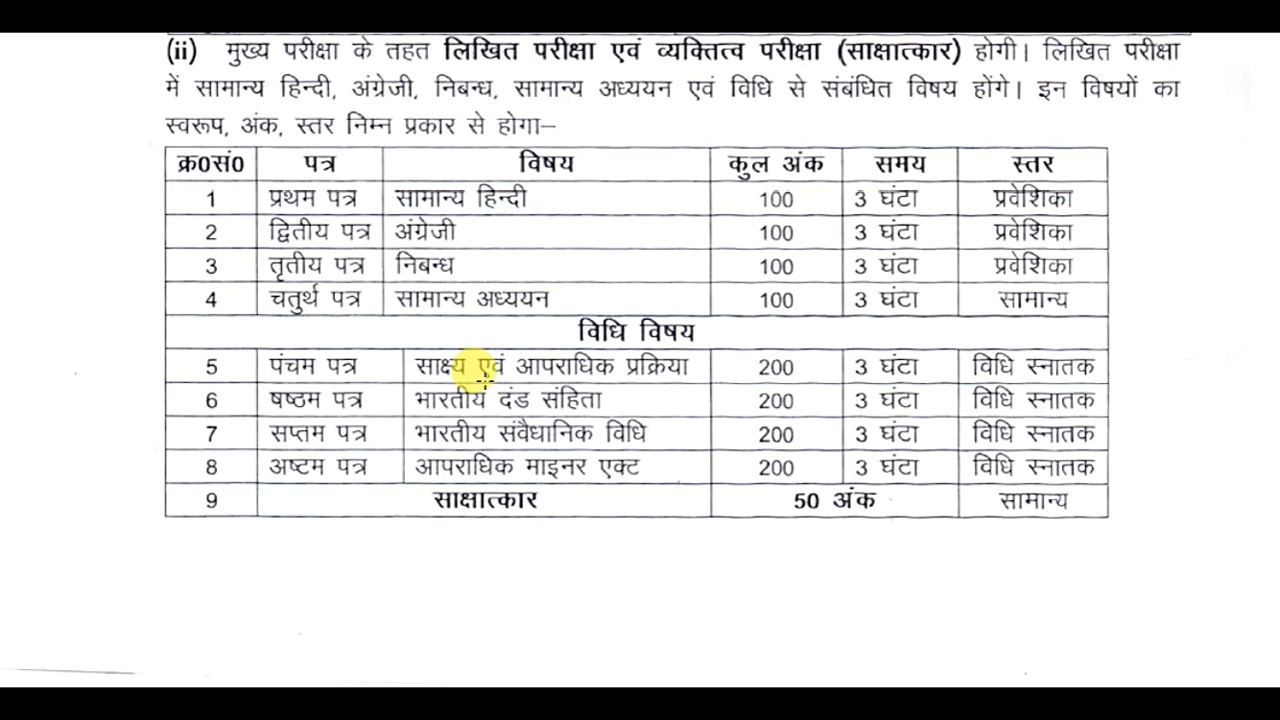 (ii) मुख्य परीक्षा के तहत लिखित परीक्षा एवं व्यक्तित्व परीक्षा (साक्षात्कार) होगी। लिखित परीक्षा
में सामान्य हिन्दी, अंग्रेजी, निबन्ध, सामान्य अध्ययन एवं विधि से संबंधित विषय होंगे। इन विषयों का
स्वरूप, अंक, स्तर निम्न प्रकार से होगा–
क्र0सं0 पत्र विषय कुल अंक समय स्तर
1 प्रथम पत्र सामान्य हिन्दी 100 3 घंटा प्रवेशिका
2 द्वितीय पत्र अंग्रेजी 100 3 घंटा प्रवेशिका
3 तृतीय पत्र निबन्ध 100 3 घंटा प्रवेशिका
4 चतुर्थ पत्र सामान्य अध्ययन 100 3 घंटा सामान्य
विधि विषय
5 पंचम पत्र साक्ष्य एवं आपराधिक प्रक्रिया 200 3 घंटा विधि स्नातक
6 षष्ठम पत्र भारतीय दंड संहिता 200 3 घंटा विधि स्नातक
7 सप्तम पत्र भारतीय संवैधानिक विधि 200 3 घंटा विधि स्नातक
8 अष्टम पत्र आपराधिक माइनर एक्ट 200 3 घंटा विधि स्नातक
9 साक्षात्कार 50 अंक सामान्य